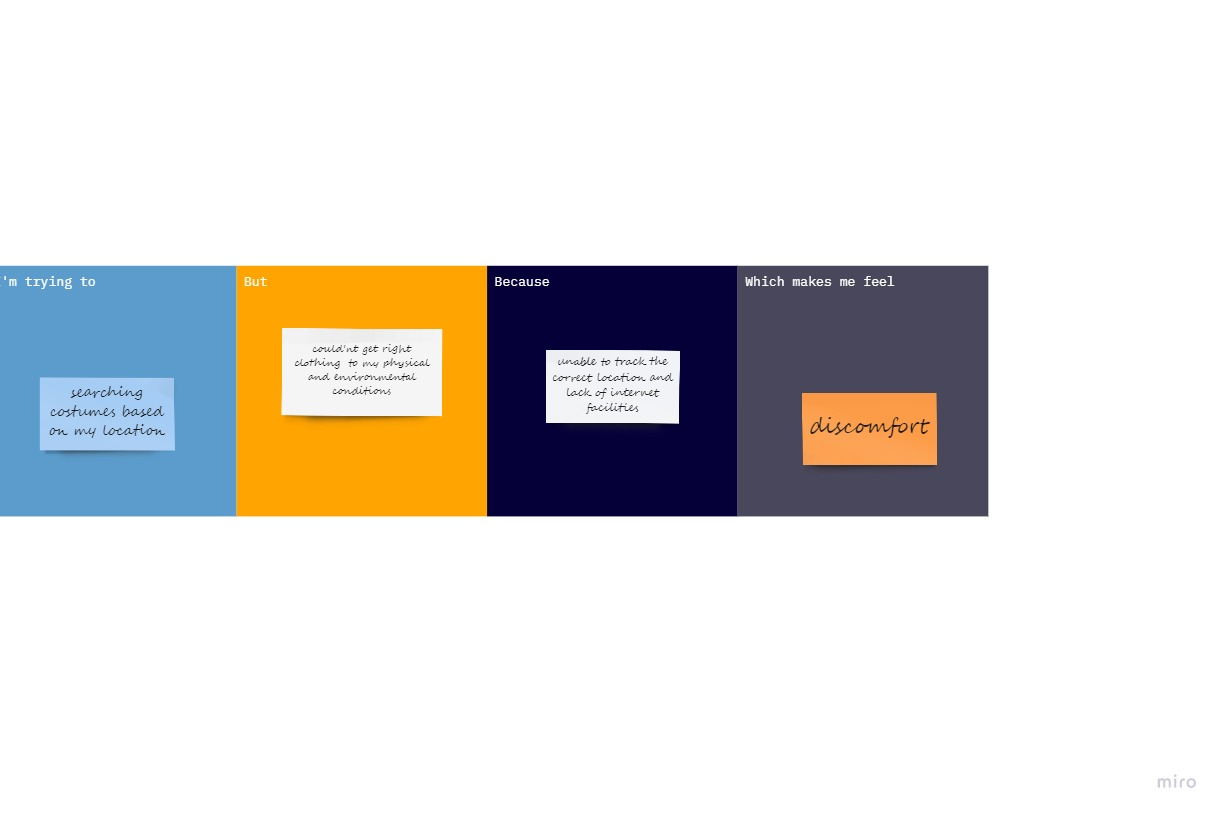 'm trying to
But
Because
Which makes me feel
searching
costumes based
on my location
could'nt get right
clothing to my physical
and environmental
conditions
unable to track the
correct location and
lack of internet
facilities
discomfort
miro